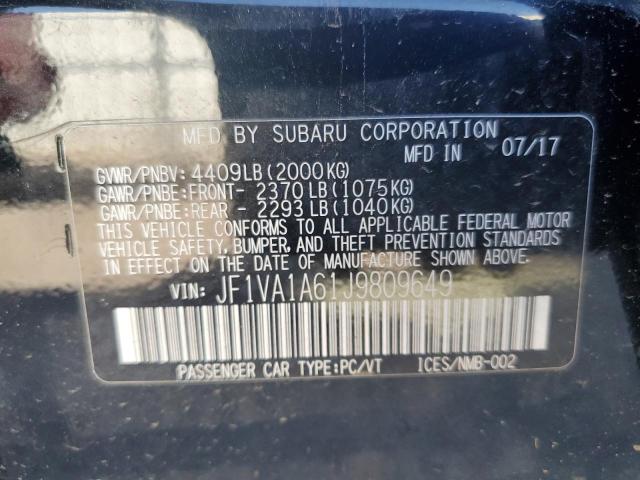 MFD BY SUBARU CORPORATION
MFD IN 07/17
GVWR/PNBV: 4409LB(2000KG)
GAWR/PNBE:FRONT- 2370LB(1075KG)
GAWR/PNBE:REAR - 2293LB(1040KG)
THIS VEHICLE CONFORMS TO ALL APPLICABLE FEDERAL MOTOR
VEHICLE SAFETY, BUMPER, AND THEFT PREVENTION STANDARDS
IN EFFECT ON THE DATE OF MANUFACTURE SHOWN ABOVE.
VIN: JF1VA1A61J9809649
PASSENGER CAR TYPE:PC/VT ICES/NMB-002